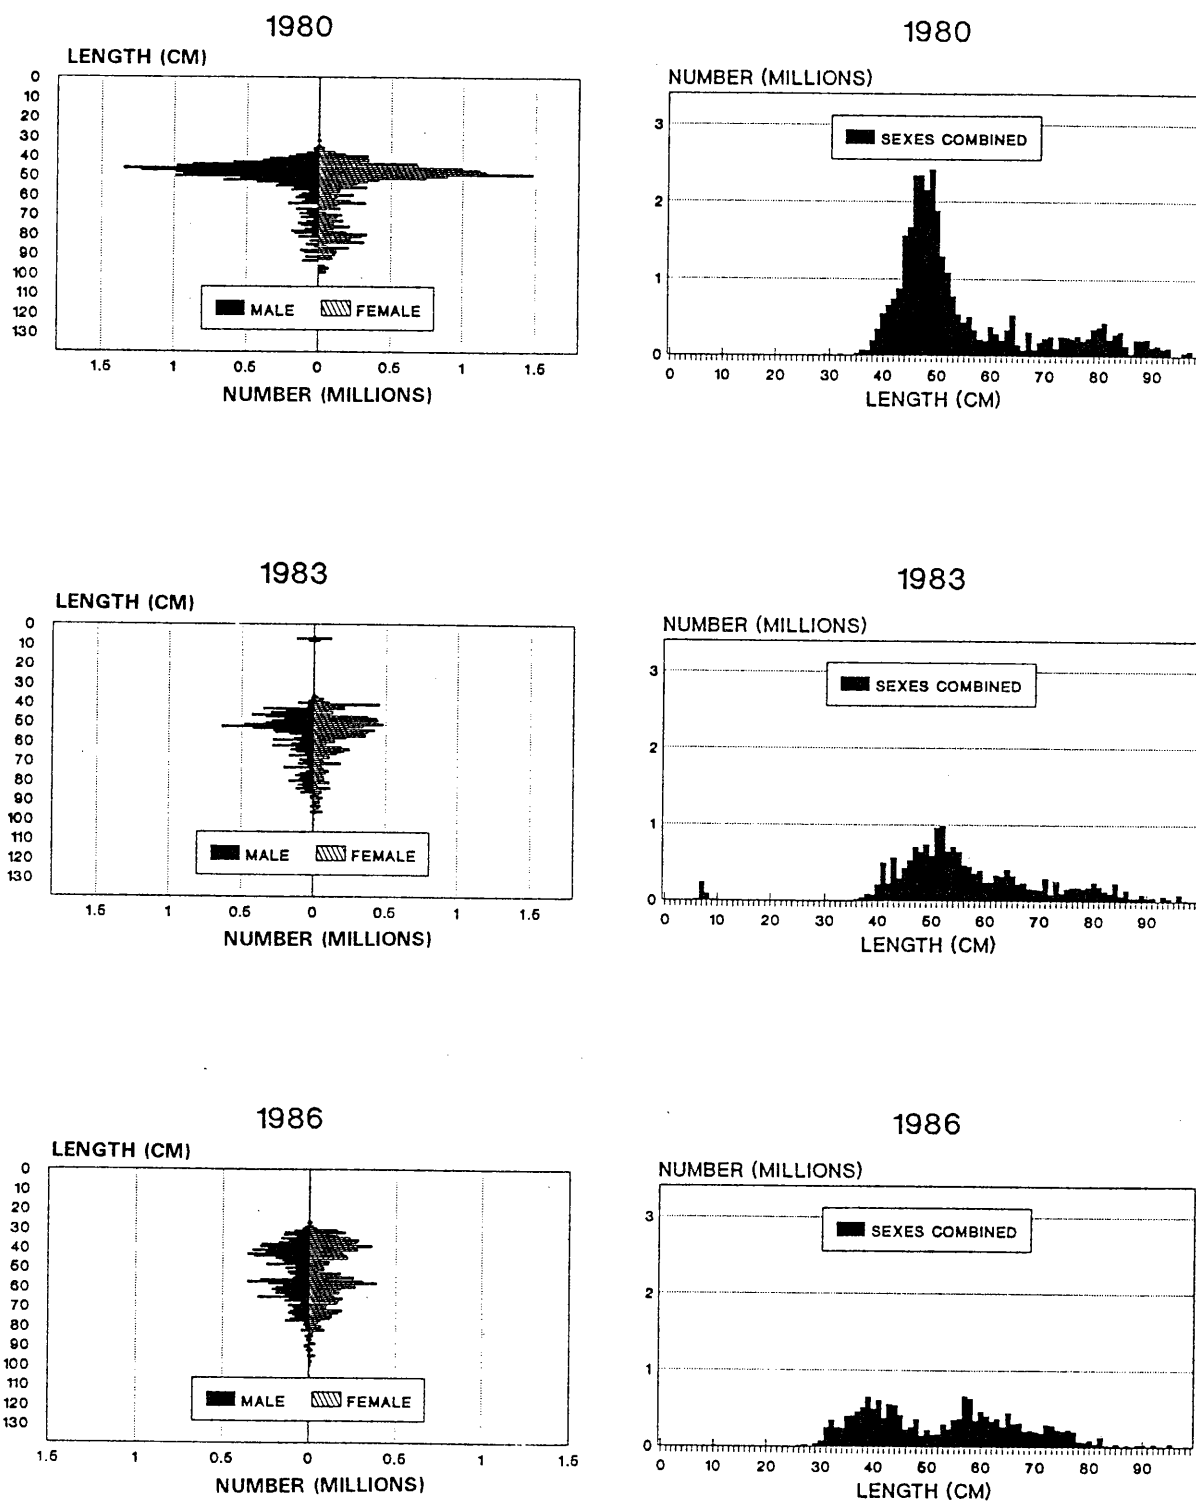 1980
LENGTH (CM)
0
10
20
30
40
50
60
70
80
90
100
110
120
130
MALE FEMALE
1.5 1 0.5 0 0.5 1 1.5
NUMBER (MILLIONS)
1980
NUMBER (MILLIONS)
3
2
1
0
SEXES COMBINED
0 10 20 30 40 50 60 70 80 90
LENGTH (CM)
1983
LENGTH (CM)
0
10
20
30
40
50
60
70
80
90
100
110
120
130
MALE FEMALE
1.5 1 0.5 0 0.5 1 1.5
NUMBER (MILLIONS)
1983
NUMBER (MILLIONS)
3
2
1
0
SEXES COMBINED
0 10 20 30 40 50 60 70 80 90
LENGTH (CM)
1986
LENGTH (CM)
0
10
20
30
40
50
60
70
80
90
100
110
120
130
MALE FEMALE
1.5 1 0.5 0 0.5 1 1.5
NUMBER (MILLIONS)
1986
NUMBER (MILLIONS)
3
2
1
0
SEXES COMBINED
0 10 20 30 40 50 60 70 80 90
LENGTH (CM)